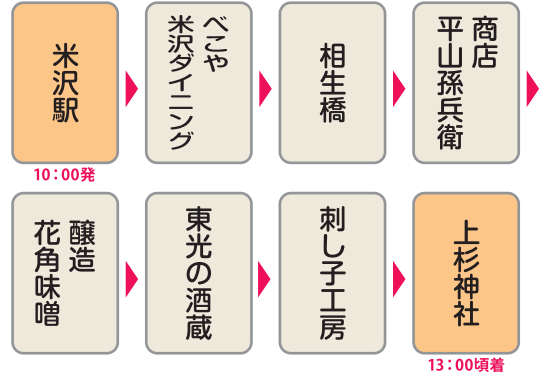 米沢駅
10：00発
べこや
米沢ダイニング
相生橋
商店
平山孫兵衛
醸造
花角味噌
東光の酒蔵
刺し子工房
上杉神社
13：00頃着